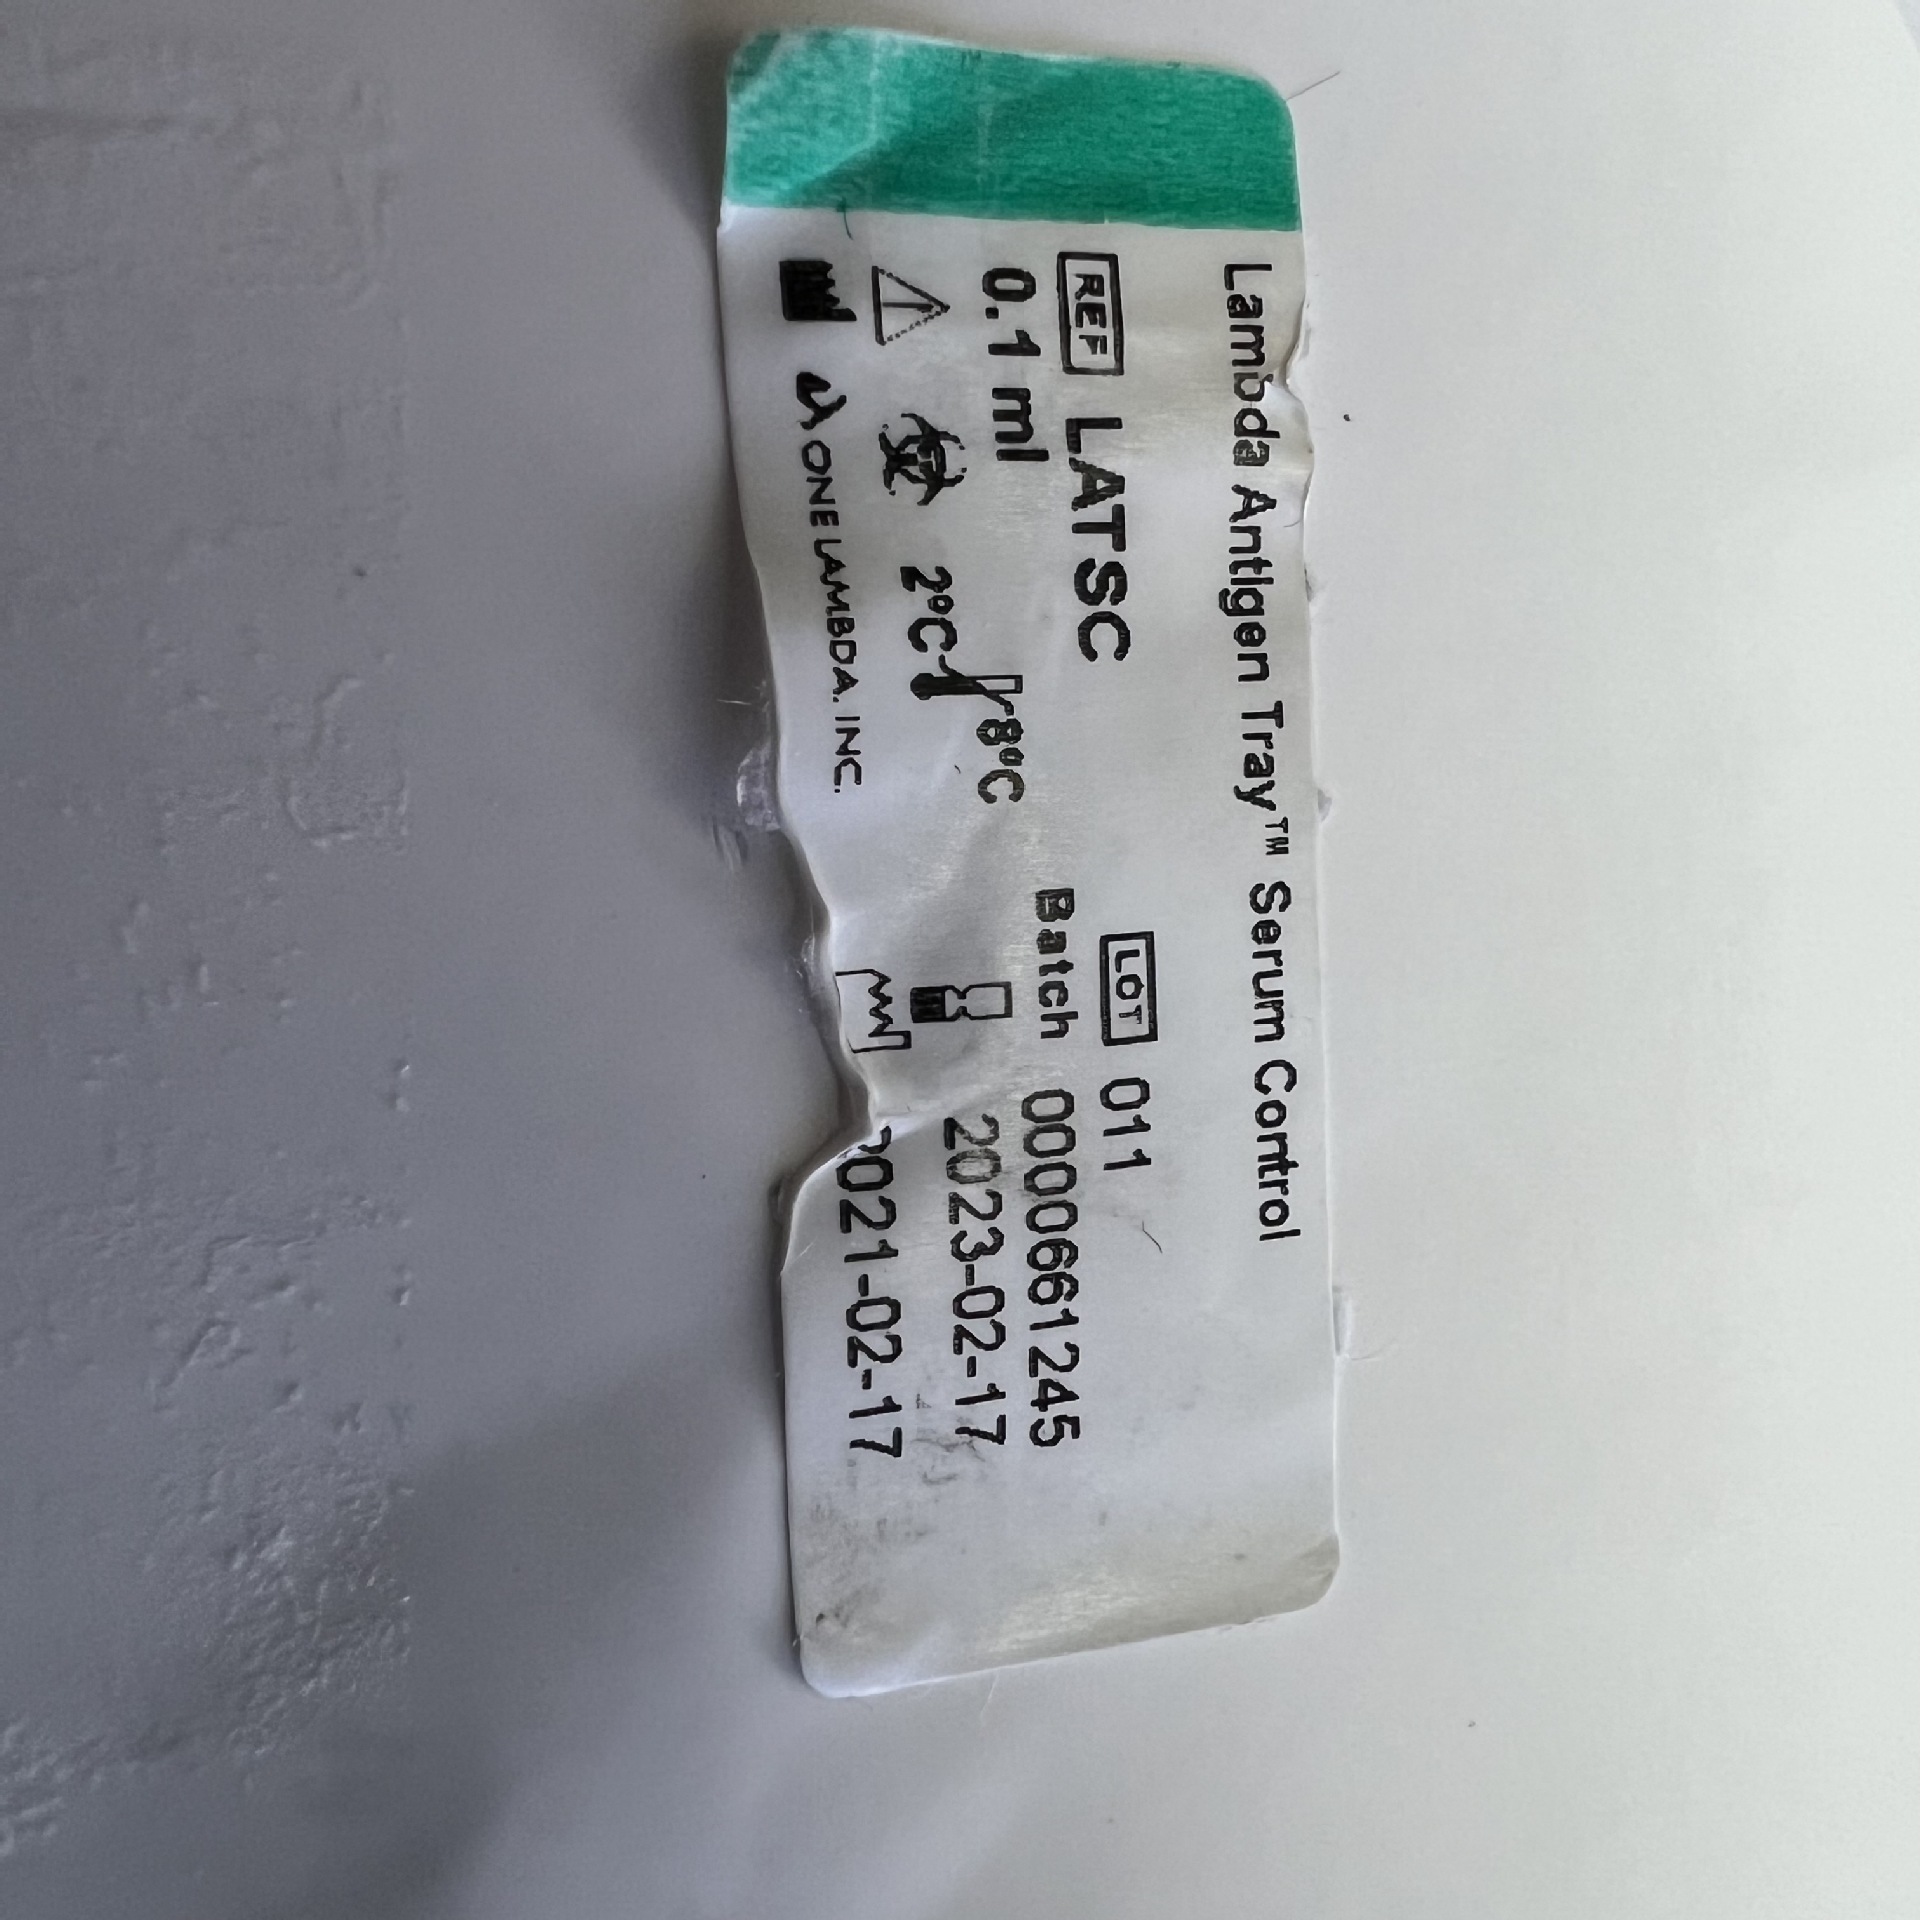 Lambda Antigen Tray™ Serum Control
REF LATSC
LOT 011
0.1 ml
Batch 0000661245
2°C 8°C
2023-02-17
ONE LAMBDA, INC.
2021-02-17